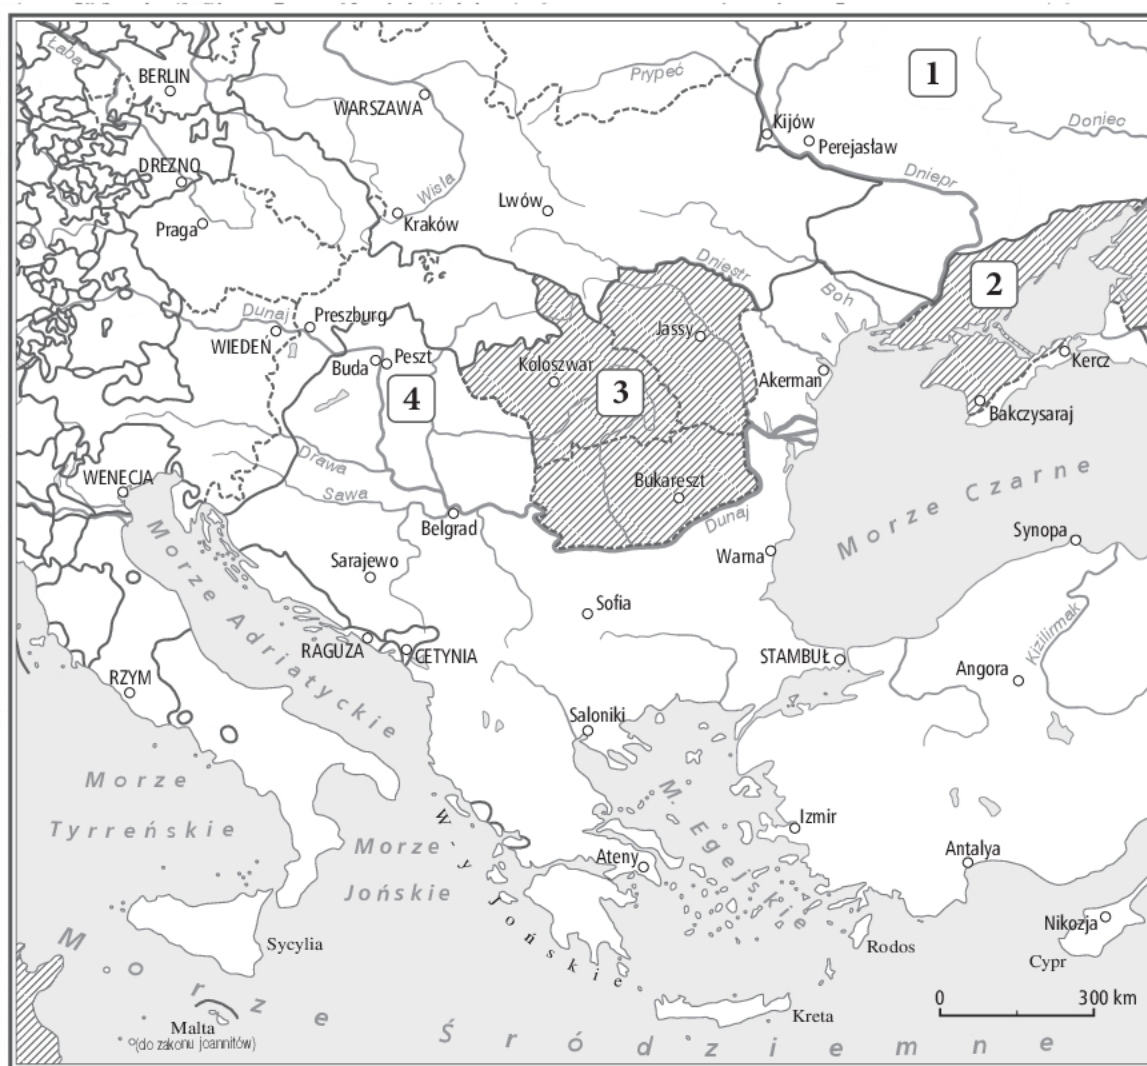 Łaba
BERLIN
WARSZAWA
Prypeć
1
Doniec
Kijów
Perejasław
DREZNO
Wisła
Dniepr
Praga
Kraków
Lwów
Dniestr
Boh
2
Dunaj
Preszburg
WIEDEŃ
Buda
Peszt
4
Koloszwar
3
Jassy
Akerman
Kercz
Bakczysaraj
WENECJA
Drawa
Sawa
Belgrad
Bukareszt
Dunaj
Morze Czarne
Warna
Synopa
Sarajewo
Sofia
Morze Adriatyckie
RAGUZA
CETYNIA
STAMBUŁ
Angora
Kizilirmak
RZYM
Saloniki
Morze
Tyrreńskie
Morze
Jońskie
W-y Jońskie
M. Egejskie
Izmir
Ateny
Antalya
Nikozja
Cypr
Rodos
Sycylia
Malta
(do zakonu joannitów)
Kreta
Morze Śródziemne
0 300 km